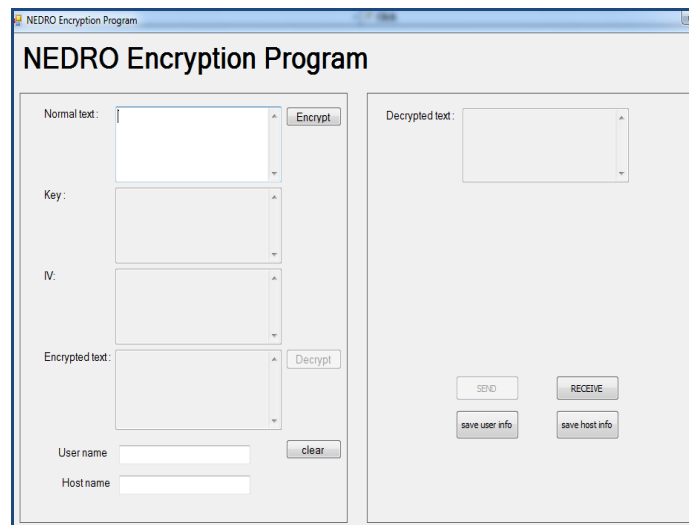 NEDRO Encryption Program
NEDRO Encryption Program
Normal text :
Encrypt
Key :
IV:
Encrypted text :
Decrypt
User name
clear
Host name
Decrypted text :
SEND
RECEIVE
save user info
save host info